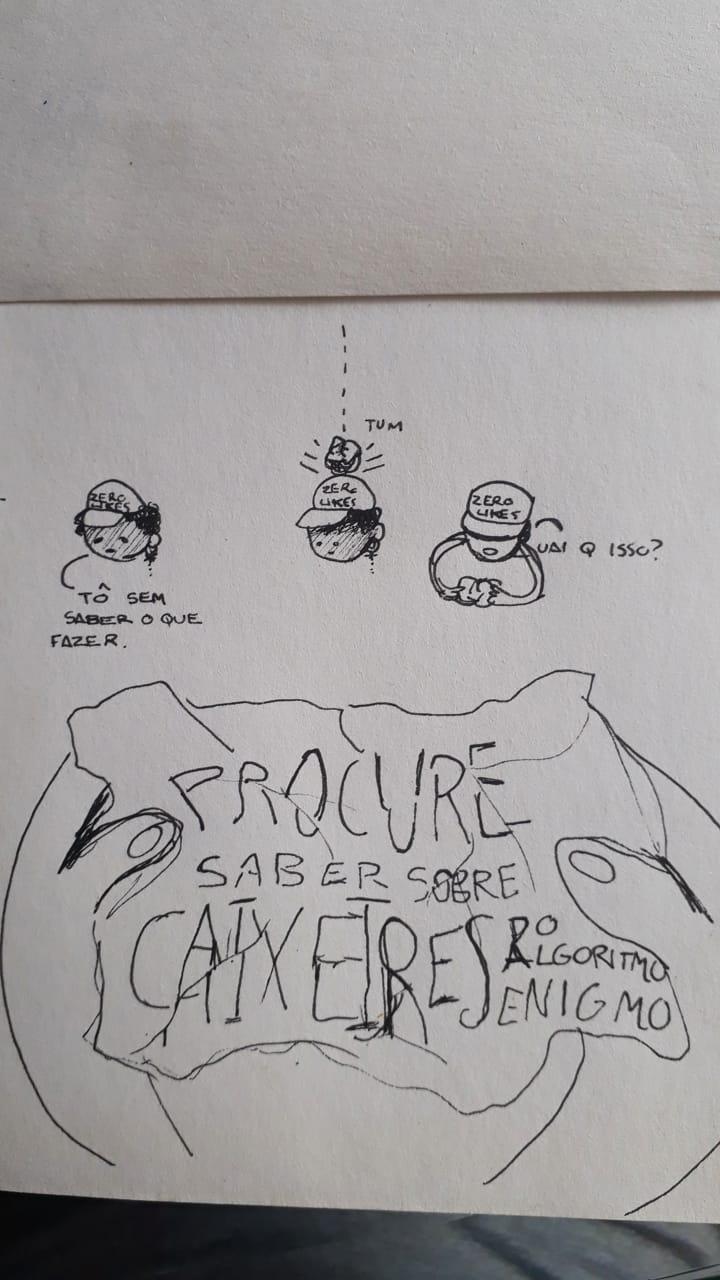 ZERO
LIKES
TÔ SEM
SABER O QUE
FAZER.
TUM
ZERO
LIKES
ZERO
LIKES
UAI Q ISSO?
PROCURE
SABER SOBRE
CAIXEIRES DO
ALGORITMO
ENIGMO